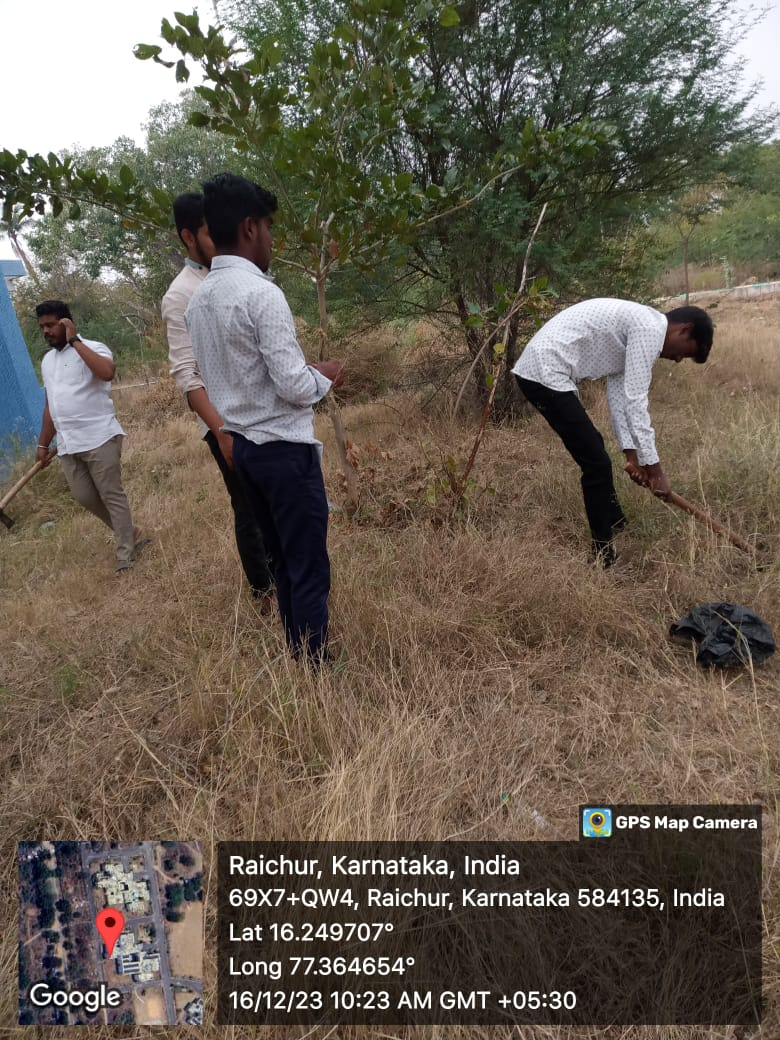 GPS Map Camera
Raichur, Karnataka, India
69X7+QW4, Raichur, Karnataka 584135, India
Lat 16.249707°
Long 77.364654°
16/12/23 10:23 AM GMT +05:30
Google